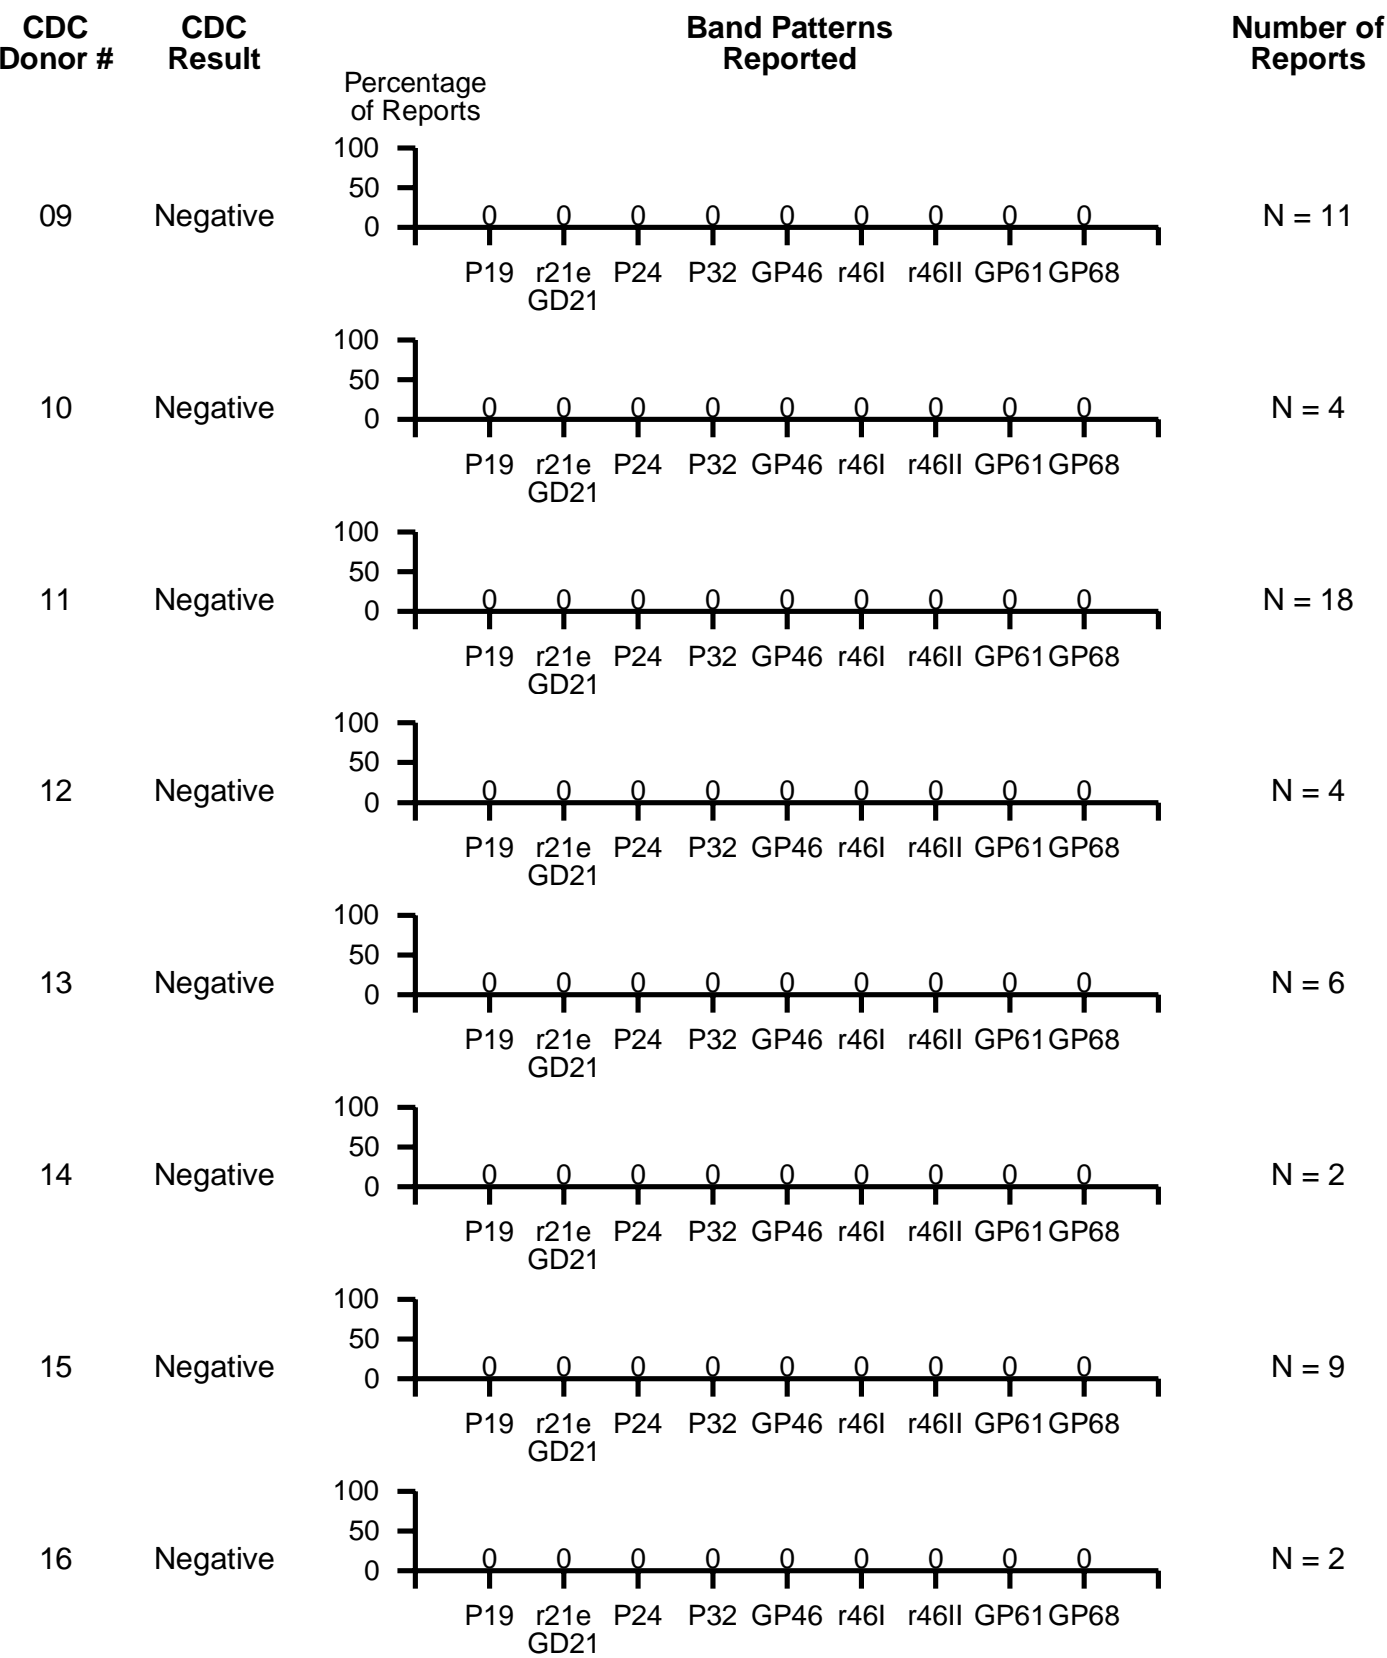 CDC Donor #
CDC Result
Band Patterns Reported
Number of Reports
Percentage of Reports
100
50
09 Negative 0 0 0 0 0 0 0 0 0 0 N = 11
P19 r21e P24 P32 GP46 r46I r46II GP61 GP68
GD21
100
50
10 Negative 0 0 0 0 0 0 0 0 0 0 N = 4
P19 r21e P24 P32 GP46 r46I r46II GP61 GP68
GD21
100
50
11 Negative 0 0 0 0 0 0 0 0 0 0 N = 18
P19 r21e P24 P32 GP46 r46I r46II GP61 GP68
GD21
100
50
12 Negative 0 0 0 0 0 0 0 0 0 0 N = 4
P19 r21e P24 P32 GP46 r46I r46II GP61 GP68
GD21
100
50
13 Negative 0 0 0 0 0 0 0 0 0 0 N = 6
P19 r21e P24 P32 GP46 r46I r46II GP61 GP68
GD21
100
50
14 Negative 0 0 0 0 0 0 0 0 0 0 N = 2
P19 r21e P24 P32 GP46 r46I r46II GP61 GP68
GD21
100
50
15 Negative 0 0 0 0 0 0 0 0 0 0 N = 9
P19 r21e P24 P32 GP46 r46I r46II GP61 GP68
GD21
100
50
16 Negative 0 0 0 0 0 0 0 0 0 0 N = 2
P19 r21e P24 P32 GP46 r46I r46II GP61 GP68
GD21